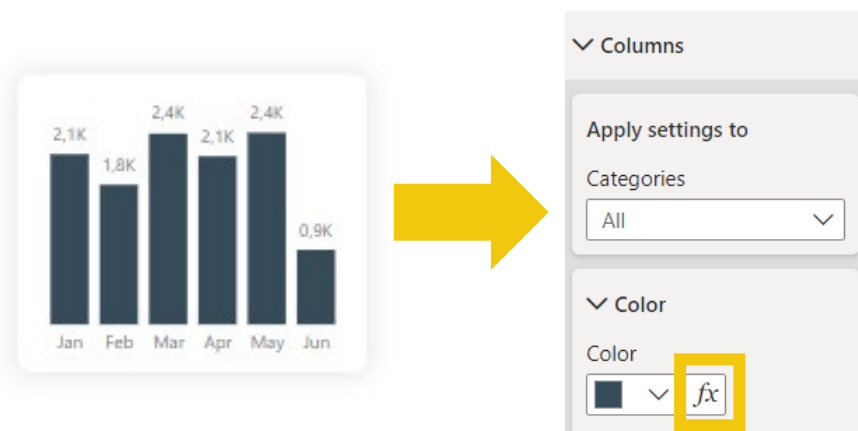 2,4K 2,4K
2,1K 2,1K
1,8K
0,9K
Jan Feb Mar Apr May Jun
Columns
Apply settings to
Categories
All
Color
Color
fx